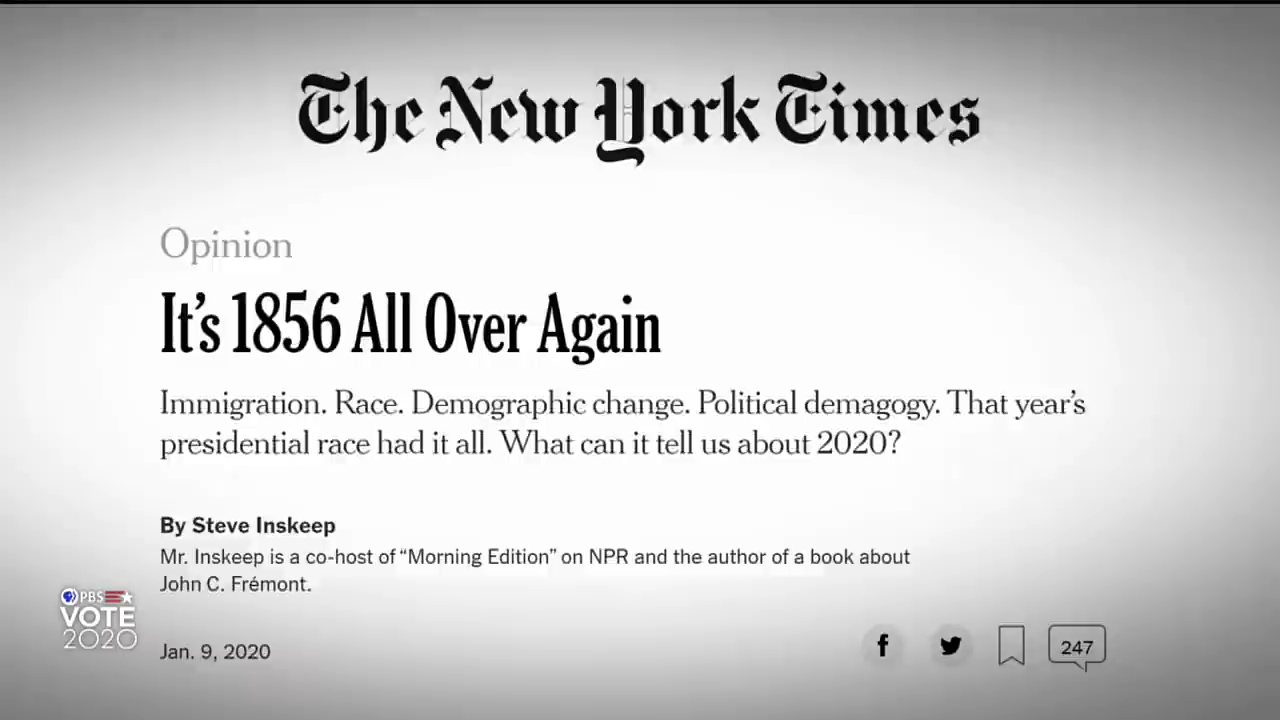 The New York Times
Opinion
It's 1856 All Over Again
Immigration. Race. Demographic change. Political demagogy. That year's
presidential race had it all. What can it tell us about 2020?
By Steve Inskeep
Mr. Inskeep is a co-host of “Morning Edition” on NPR and the author of a book about
John C. Frémont.
PBS
VOTE
2020
Jan. 9, 2020
247